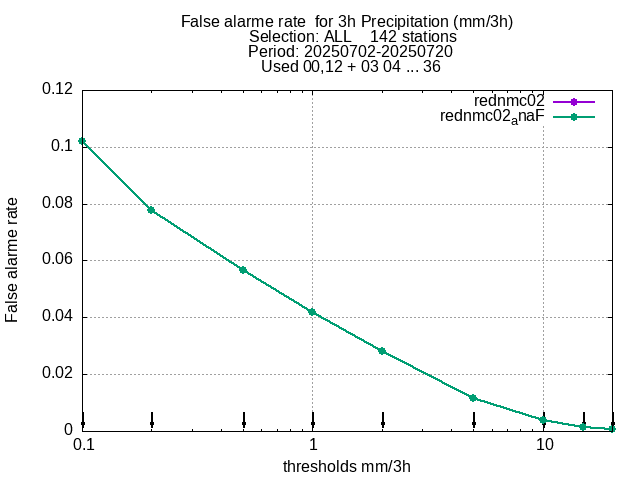 False alarme rate  for 3h Precipitation (mm/3h)
Selection: ALL    142 stations
Period: 20250702-20250720
Used 00,12 + 03 04 ... 36
rednmc02
rednmc02anaF
0.12
0.1
0.08
0.06
0.04
0.02
0
False alarme rate
0.1 1 10
thresholds mm/3h